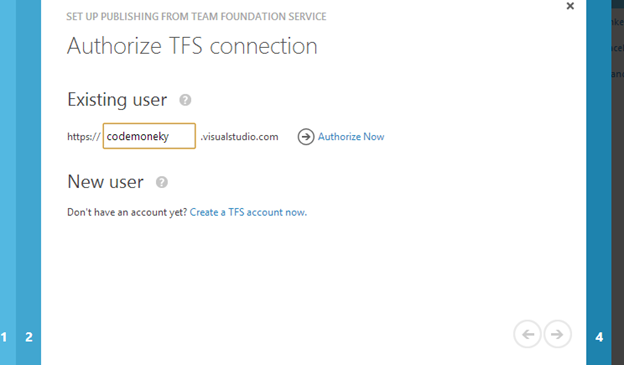 SET UP PUBLISHING FROM TEAM FOUNDATION SERVICE
Authorize TFS connection
Existing user ?
https:// codemoneky .visualstudio.com Authorize Now
New user ?
Don't have an account yet? Create a TFS account now.
1 2 4